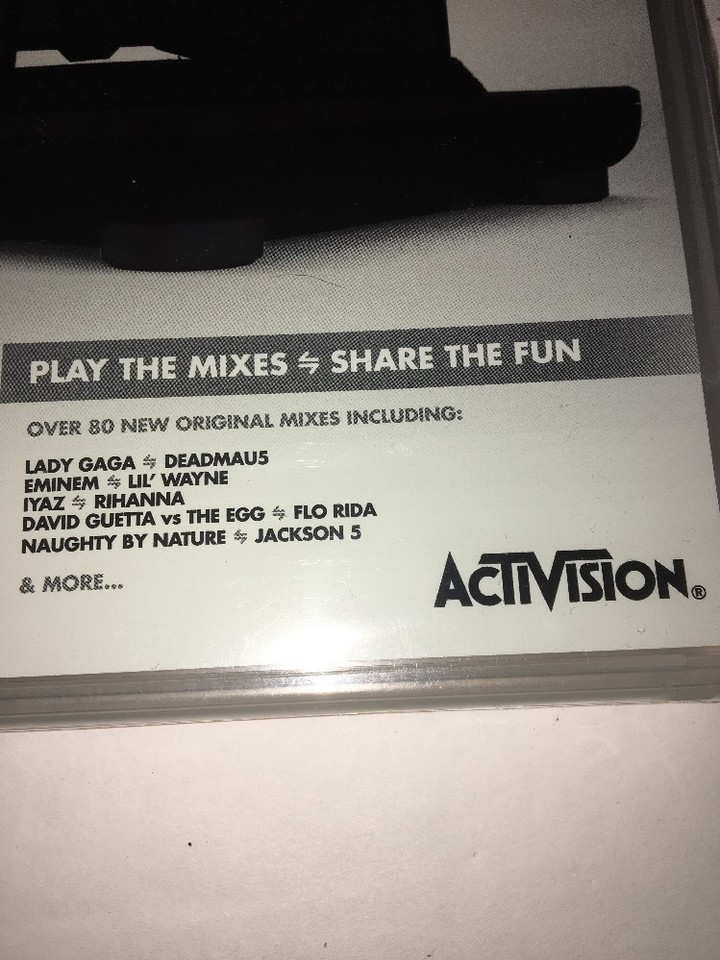 PLAY THE MIXES ⇋ SHARE THE FUN
OVER 80 NEW ORIGINAL MIXES INCLUDING:
LADY GAGA ⇋ DEADMAU5
EMINEM ⇋ LIL' WAYNE
IYAZ ⇋ RIHANNA
DAVID GUETTA vs THE EGG ⇋ FLO RIDA
NAUGHTY BY NATURE ⇋ JACKSON 5
& MORE...
ACTIVISION®